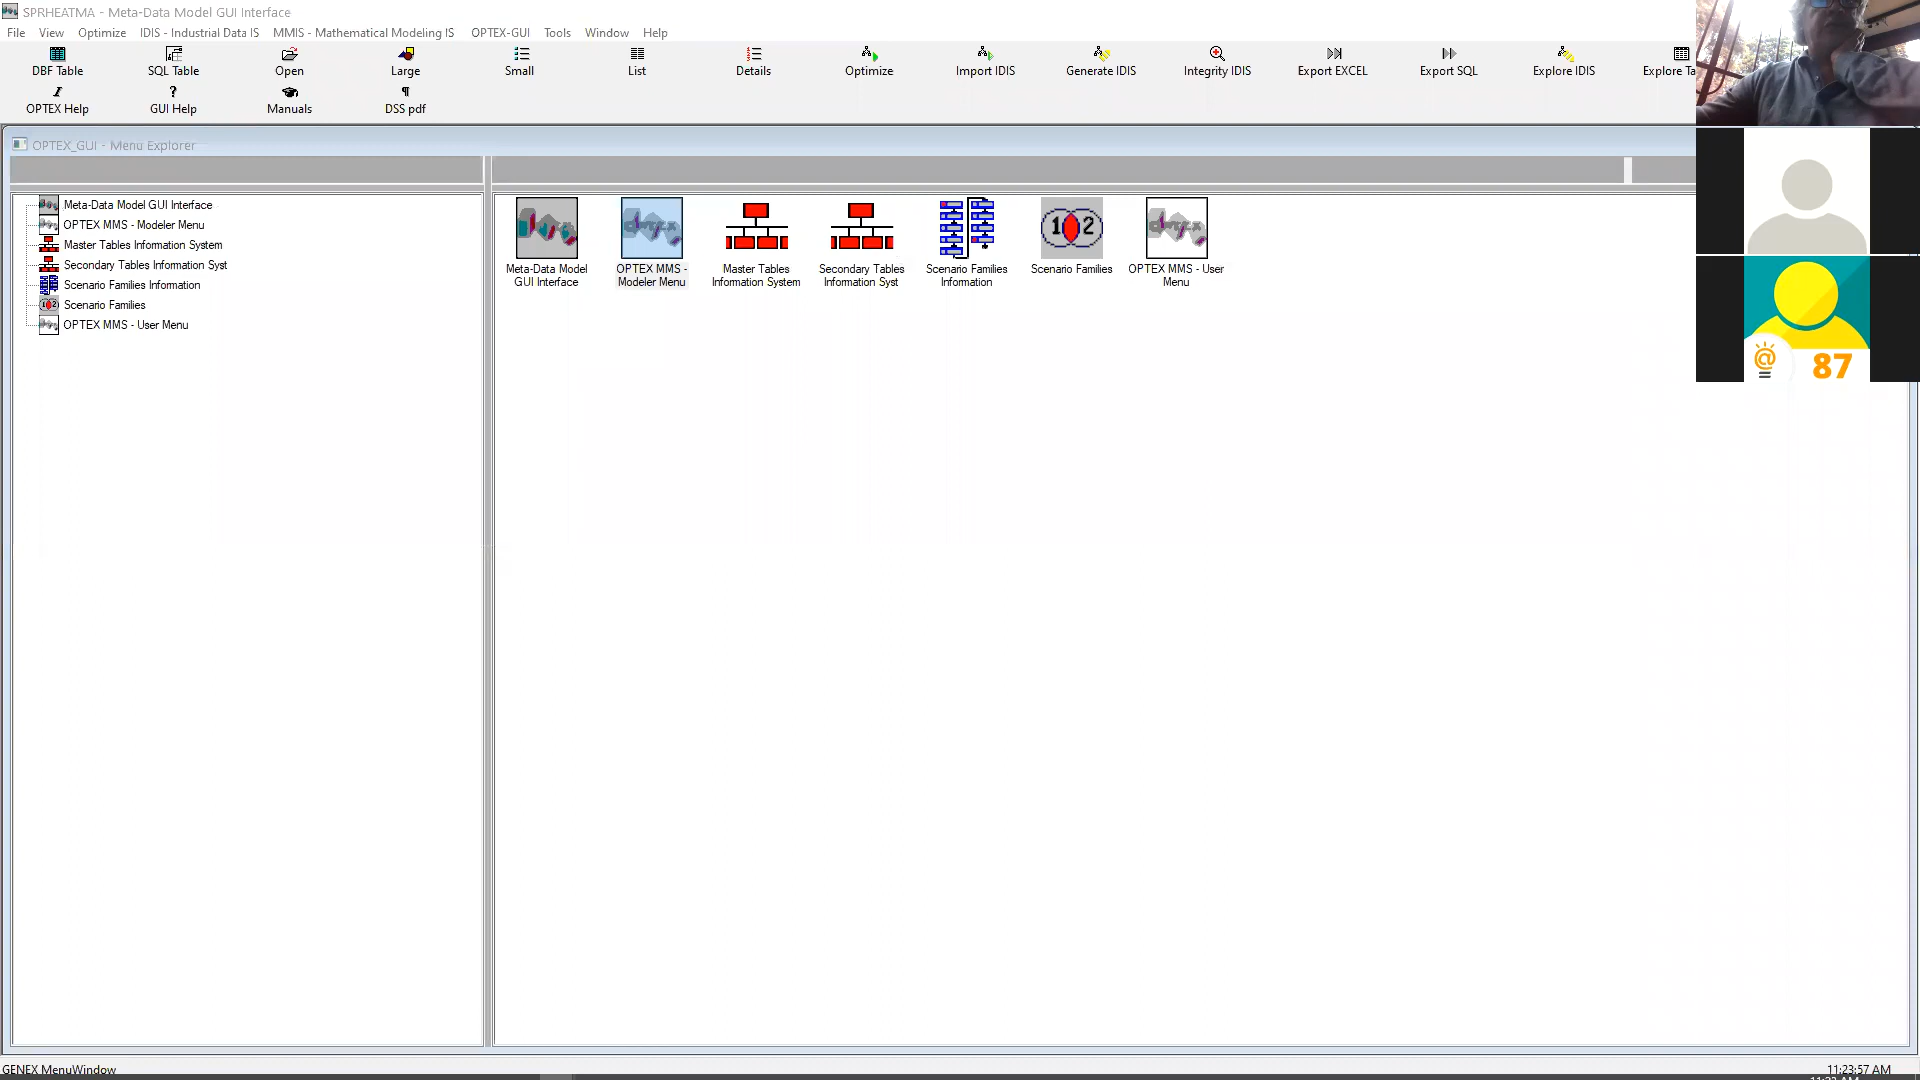 SPRHEATMA - Meta-Data Model GUI Interface
File View Optimize IDIS - Industrial Data IS MMIS - Mathematical Modeling IS OPTEX-GUI Tools Window Help
DBF Table SQL Table Open Large Small List Details Optimize Import IDIS Generate IDIS Integrity IDIS Export EXCEL Export SQL Explore IDIS Explore Ta
OPTEX Help GUI Help Manuals DSS pdf
OPTEX_GUI - Menu Explorer
Meta-Data Model GUI Interface
OPTEX MMS - Modeler Menu
Master Tables Information System
Secondary Tables Information Syst
Scenario Families Information
Scenario Families
OPTEX MMS - User Menu
Meta-Data Model
GUI Interface
OPTEX MMS -
Modeler Menu
Master Tables
Information System
Secondary Tables
Information Syst
Scenario Families
Information
1 2
Scenario Families
OPTEX MMS - User
Menu
@ 87
GENEX MenuWindow
11:23:57 AM